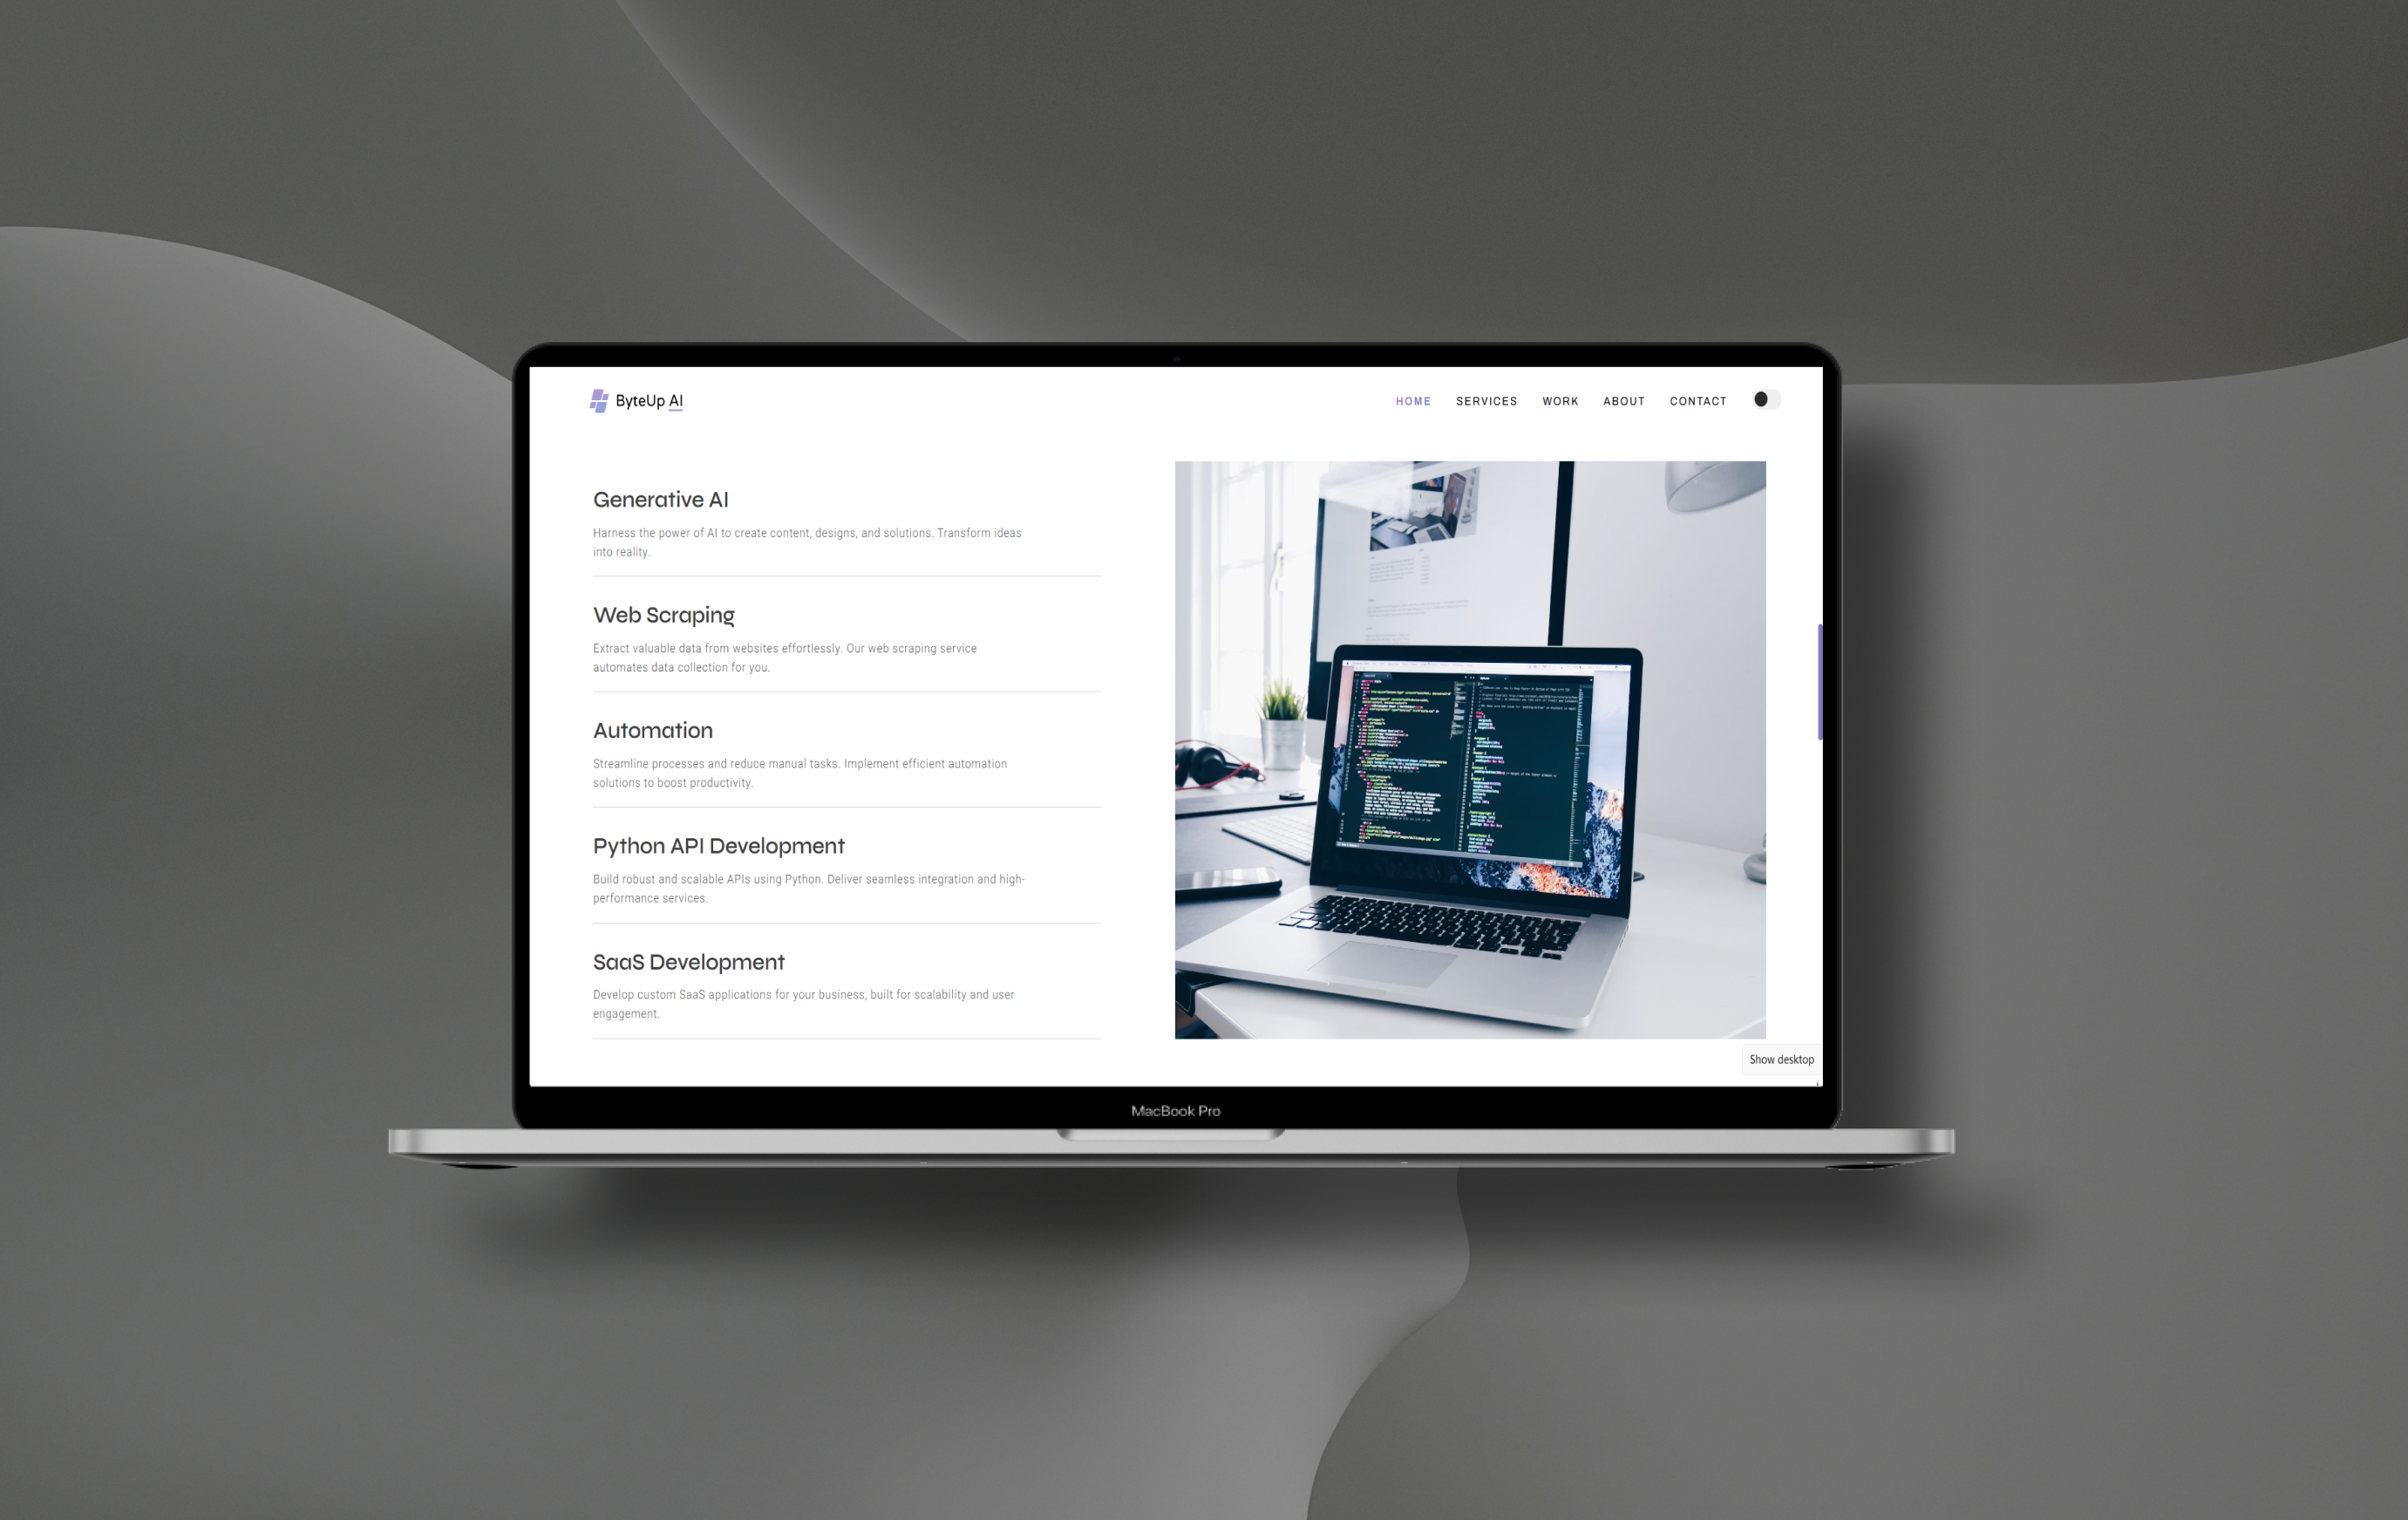 ByteUp AI
HOME SERVICES WORK ABOUT CONTACT
Generative AI
Harness the power of AI to create content, designs, and solutions. Transform ideas
into reality.
Web Scraping
Extract valuable data from websites effortlessly. Our web scraping service
automates data collection for you.
Automation
Streamline processes and reduce manual tasks. Implement efficient automation
solutions to boost productivity.
Python API Development
Build robust and scalable APIs using Python. Deliver seamless integration and high-
performance services.
SaaS Development
Develop custom SaaS applications for your business, built for scalability and user
engagement.
Show desktop
MacBook Pro